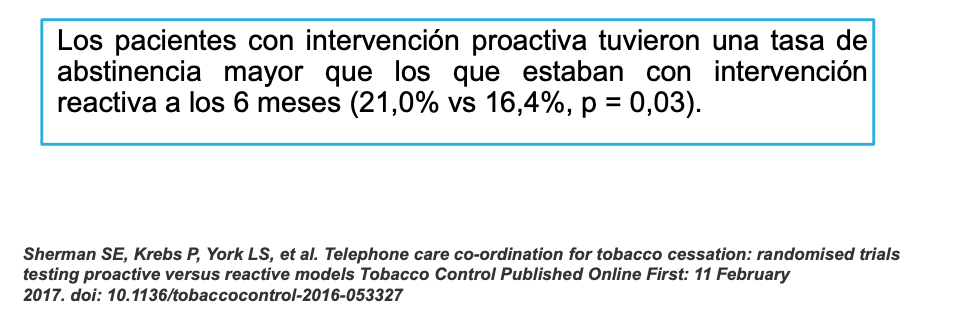 Los pacientes con intervención proactiva tuvieron una tasa de
abstinencia mayor que los que estaban con intervención
reactiva a los 6 meses (21,0% vs 16,4%, p = 0,03).
Sherman SE, Krebs P, York LS, et al. Telephone care co-ordination for tobacco cessation: randomised trials
testing proactive versus reactive models Tobacco Control Published Online First: 11 February
2017. doi: 10.1136/tobaccocontrol-2016-053327